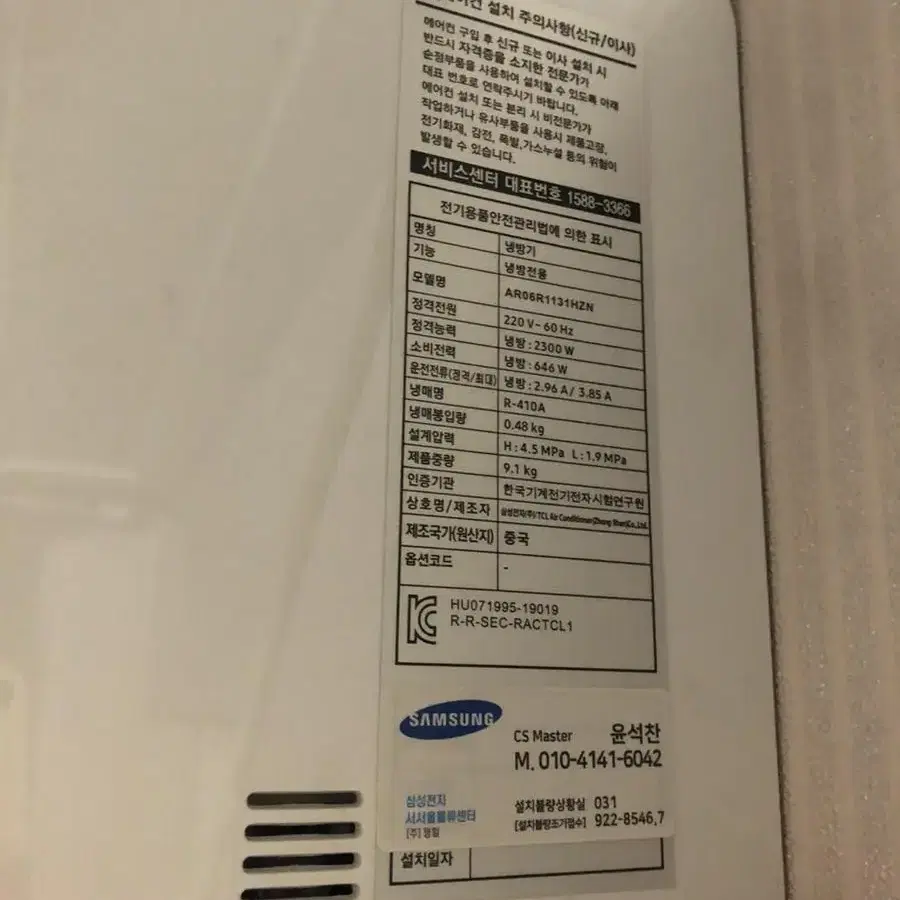 에어컨 설치 주의사항(신규/이사)
에어컨 구입 후 신규 또는 이사 설치 시
반드시 자격증을 소지한 전문가가
순정부품을 사용하여 설치할 수 있도록 아래
대표 번호로 연락주시기 바랍니다.
에어컨 설치 또는 분리 시 비전문가가
작업하거나 유사부품을 사용시 제품고장,
전기화재, 감전, 폭발,가스누설 등의 위험이
발생할 수 있습니다.
서비스센터 대표번호 1588-3366
전기용품안전관리법에 의한 표시
명칭 냉방기
기능 냉방전용
모델명 AR06R1131HZN
정격전원 220 V~ 60 Hz
정격능력 냉방 : 2300 W
소비전력 냉방 : 646 W
운전전류(정격/최대) 냉방 : 2.96 A / 3.85 A
냉매명 R-410A
냉매봉입량 0.48 kg
설계압력 H : 4.5 MPa L : 1.9 MPa
제품중량 9.1 kg
인증기관 한국기계전기전자시험연구원
상호명/제조자 삼성전자(주)/TCL Air Conditioner(Zhong Shan)Co.,Ltd.
제조국가(원산지) 중국
옵션코드 -
HU071995-19019
R-R-SEC-RACTCL1
SAMSUNG
CS Master 윤석찬
M. 010-4141-6042
삼성전자
서서울물류센터
설치불량상황실 031
[설치불량조가접수] 922-8546,7
설치일자